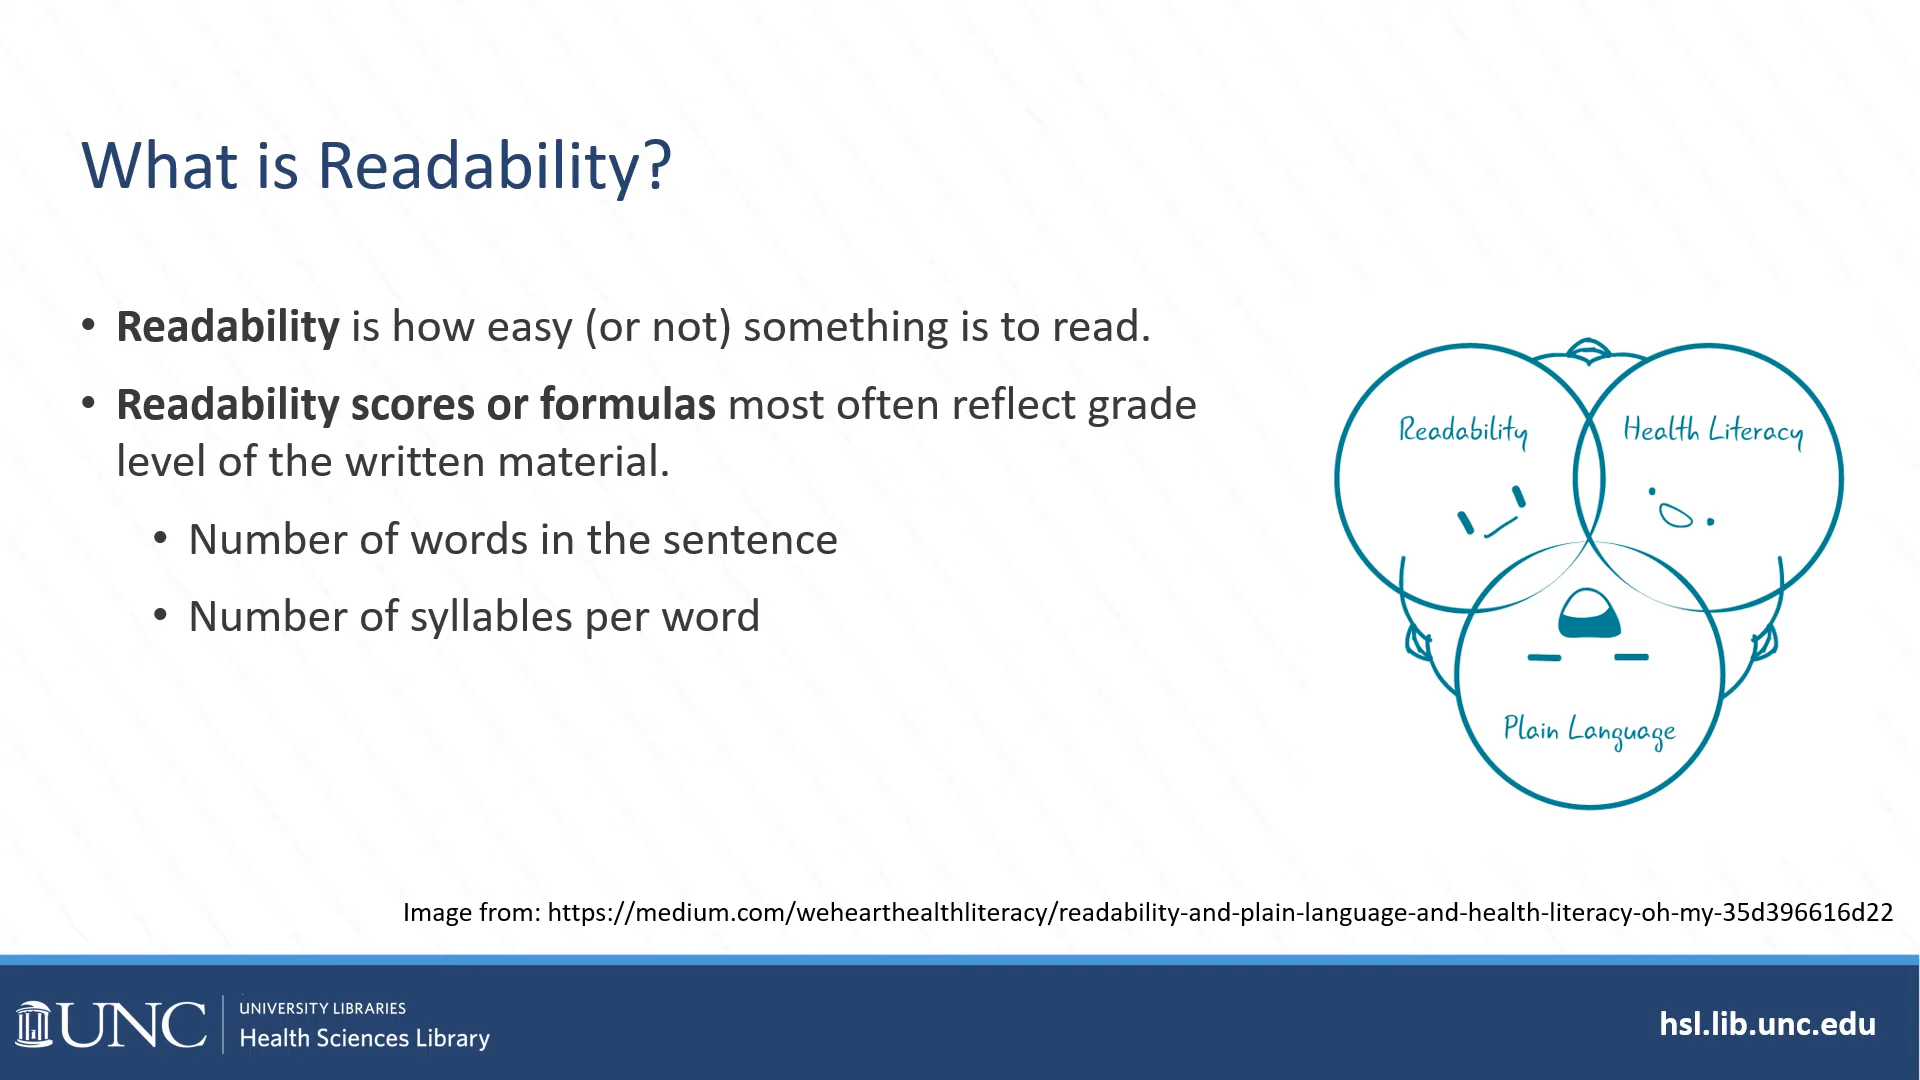 What is Readability?
• Readability is how easy (or not) something is to read.
• Readability scores or formulas most often reflect grade
level of the written material.
• Number of words in the sentence
• Number of syllables per word
Readability
Health Literacy
Plain Language
Image from: https://medium.com/wehearthealthliteracy/readability-and-plain-language-and-health-literacy-oh-my-35d396616d22
UNC
UNIVERSITY LIBRARIES
Health Sciences Library
hsl.lib.unc.edu